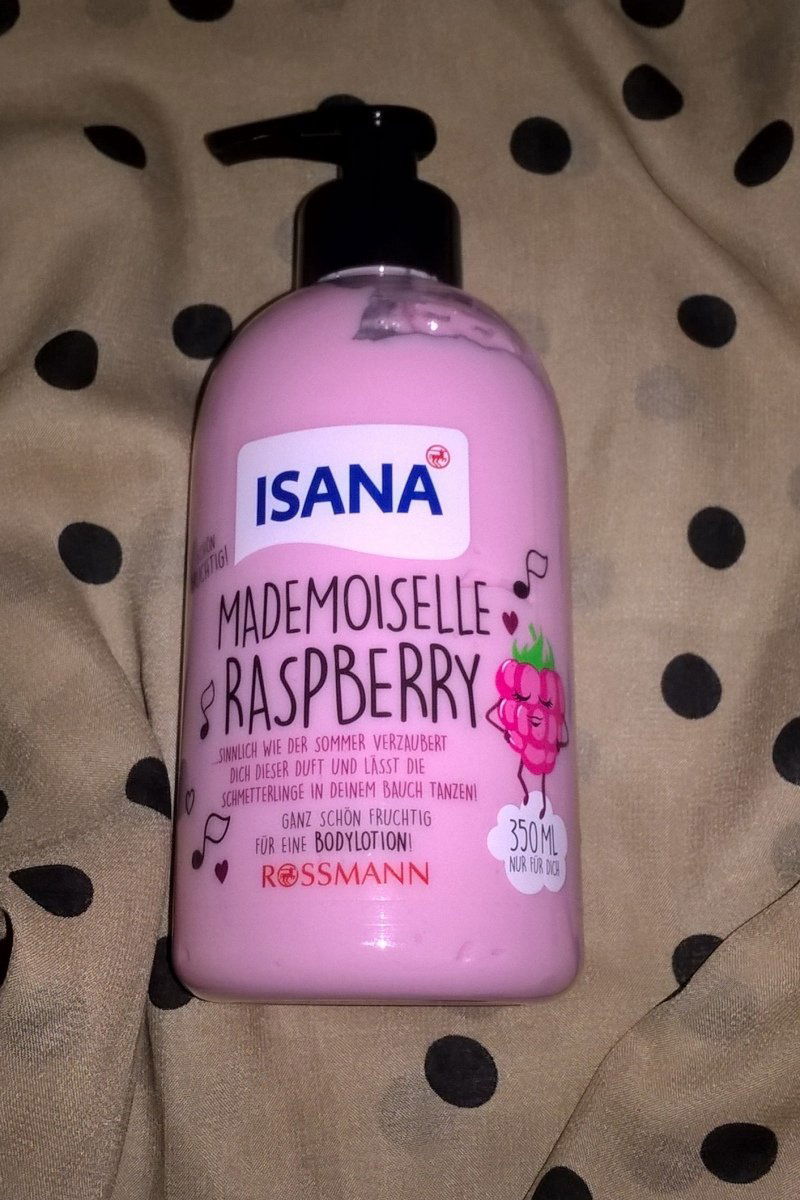 ISANA
MADEMOISELLE
RASPBERRY
...SINNLICH WIE DER SOMMER VERZAUBERT
DICH DIESER DUFT UND LÄSST DIE
SCHMETTERLINGE IN DEINEM BAUCH TANZEN!
GANZ SCHÖN FRUCHTIG
FÜR EINE BODYLOTION!
ROSSMANN
350 ML
NUR FÜR DICH